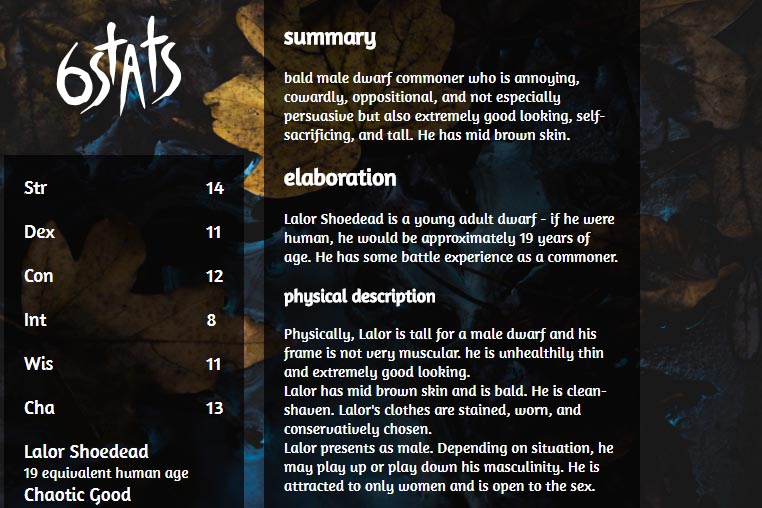 6stats
Str 14
Dex 11
Con 12
Int 8
Wis 11
Cha 13
Lalor Shoedead
19 equivalent human age
Chaotic Good
summary
bald male dwarf commoner who is annoying,
cowardly, oppositional, and not especially
persuasive but also extremely good looking, self-
sacrificing, and tall. He has mid brown skin.
elaboration
Lalor Shoedead is a young adult dwarf - if he were
human, he would be approximately 19 years of
age. He has some battle experience as a commoner.
physical description
Physically, Lalor is tall for a male dwarf and his
frame is not very muscular. he is unhealthily thin
and extremely good looking.
Lalor has mid brown skin and is bald. He is clean-
shaven. Lalor's clothes are stained, worn, and
conservatively chosen.
Lalor presents as male. Depending on situation, he
may play up or play down his masculinity. He is
attracted to only women and is open to the sex.